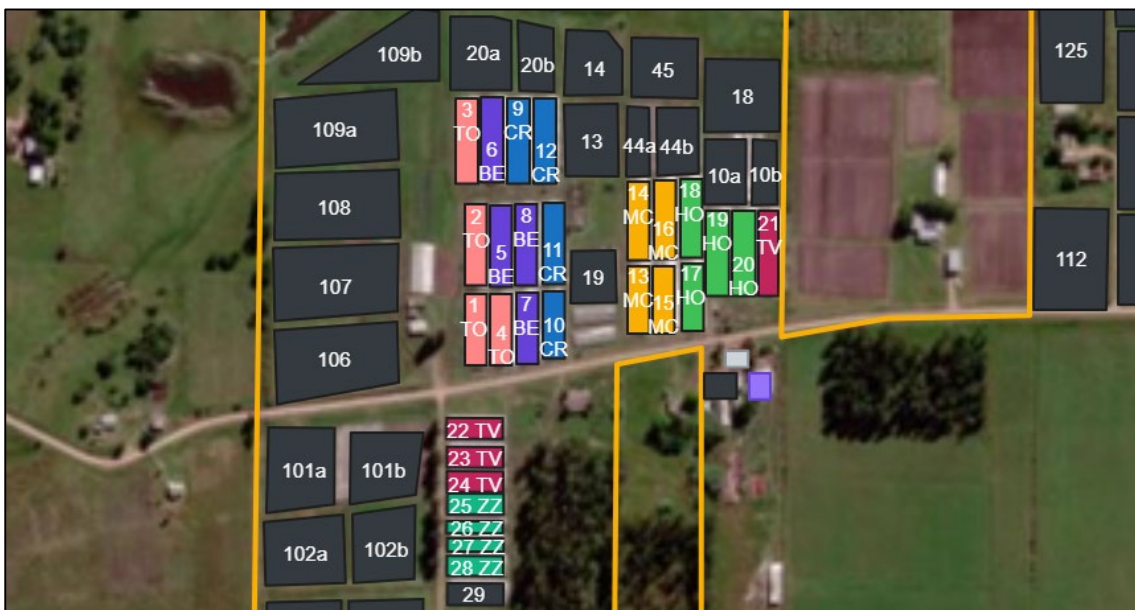 109b
20a
20b
14
45
125
18
109a
3
TO
6
BE
9
CR
12
CR
13
44a
44b
10a
10b
108
2
TO
5
BE
8
BE
11
CR
14
MC
16
MC
18
HO
19
HO
20
HO
21
TV
107
19
13
MC
15
MC
17
HO
112
106
1
TO
4
TO
7
BE
10
CR
101a
101b
22 TV
23 TV
24 TV
25 ZZ
26 ZZ
27 ZZ
28 ZZ
29
102a
102b